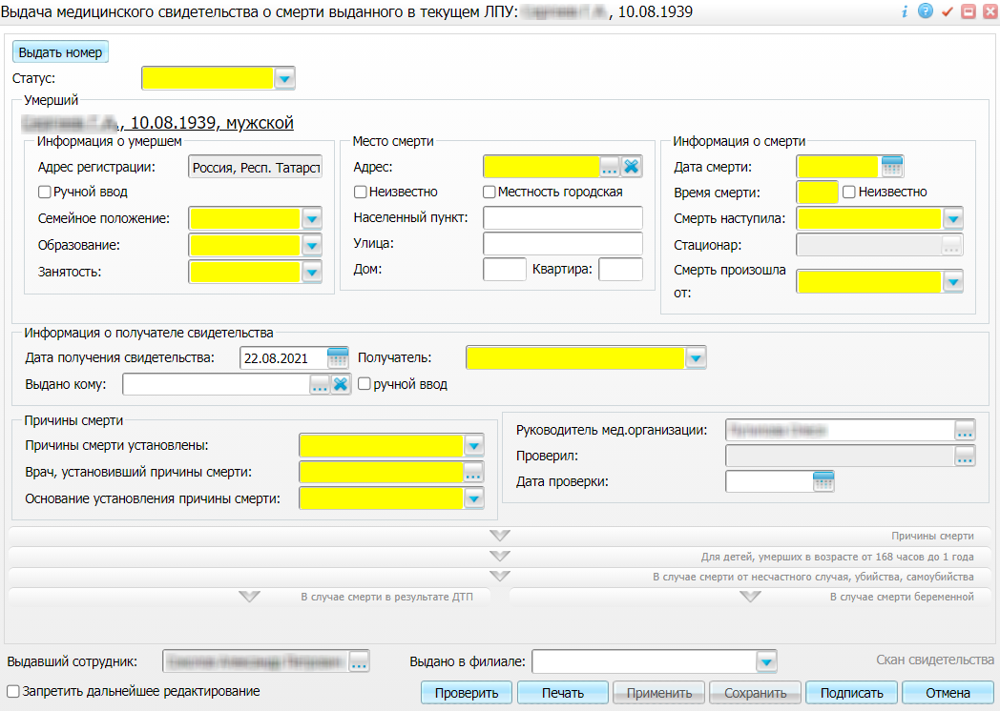 Выдача медицинского свидетельства о смерти выданного в текущем ЛПУ: , 10.08.1939
Выдать номер
Статус:
Умерший
, 10.08.1939, мужской
Информация о умершем
Адрес регистрации: Россия, Респ. Татарст
Ручной ввод
Семейное положение:
Образование:
Занятость:
Место смерти
Адрес: ...
Неизвестно Местность городская
Населенный пункт:
Улица:
Дом: Квартира:
Информация о смерти
Дата смерти:
Время смерти: Неизвестно
Смерть наступила:
Стационар: ...
Смерть произошла
от:
Информация о получателе свидетельства
Дата получения свидетельства: 22.08.2021 Получатель:
Выдано кому: ... ручной ввод
Причины смерти
Причины смерти установлены:
Врач, установивший причины смерти: ...
Основание установления причины смерти:
Руководитель мед.организации: ...
Проверил: ...
Дата проверки:
Причины смерти
Для детей, умерших в возрасте от 168 часов до 1 года
В случае смерти от несчастного случая, убийства, самоубийства
В случае смерти в результате ДТП В случае смерти беременной
Выдавший сотрудник: ... Выдано в филиале: Скан свидетельства
Запретить дальнейшее редактирование Проверить Печать Применить Сохранить Подписать Отмена